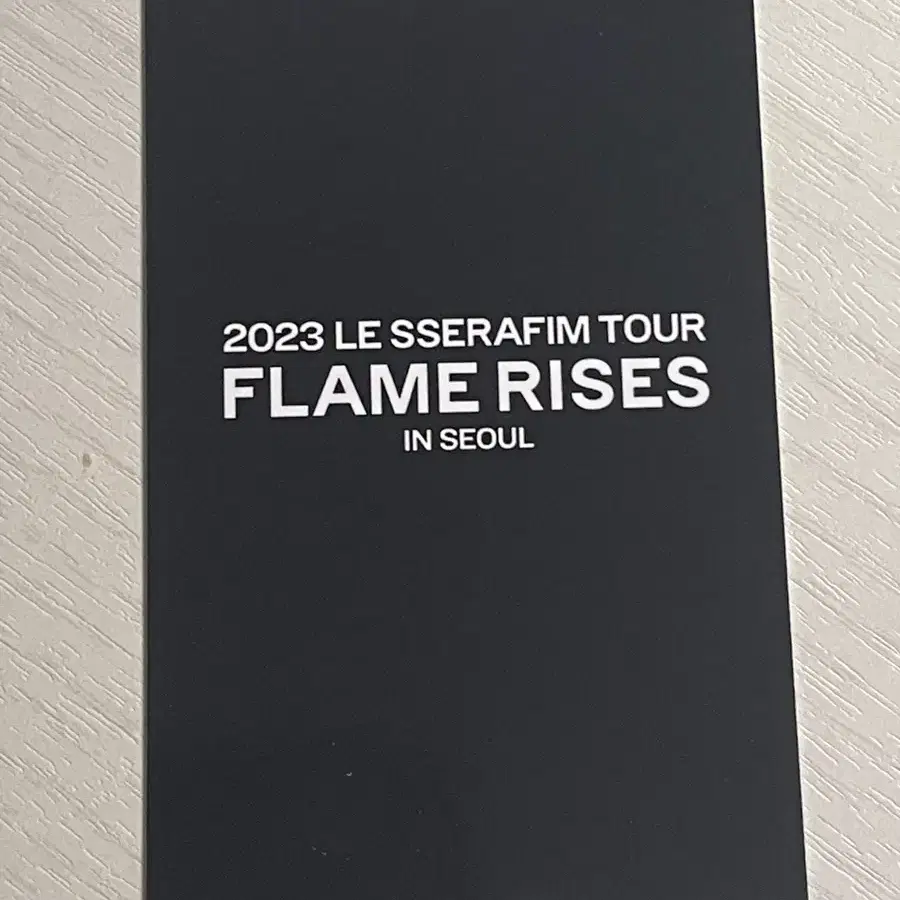 2023 LE SSERAFIM TOUR
FLAME RISES
IN SEOUL